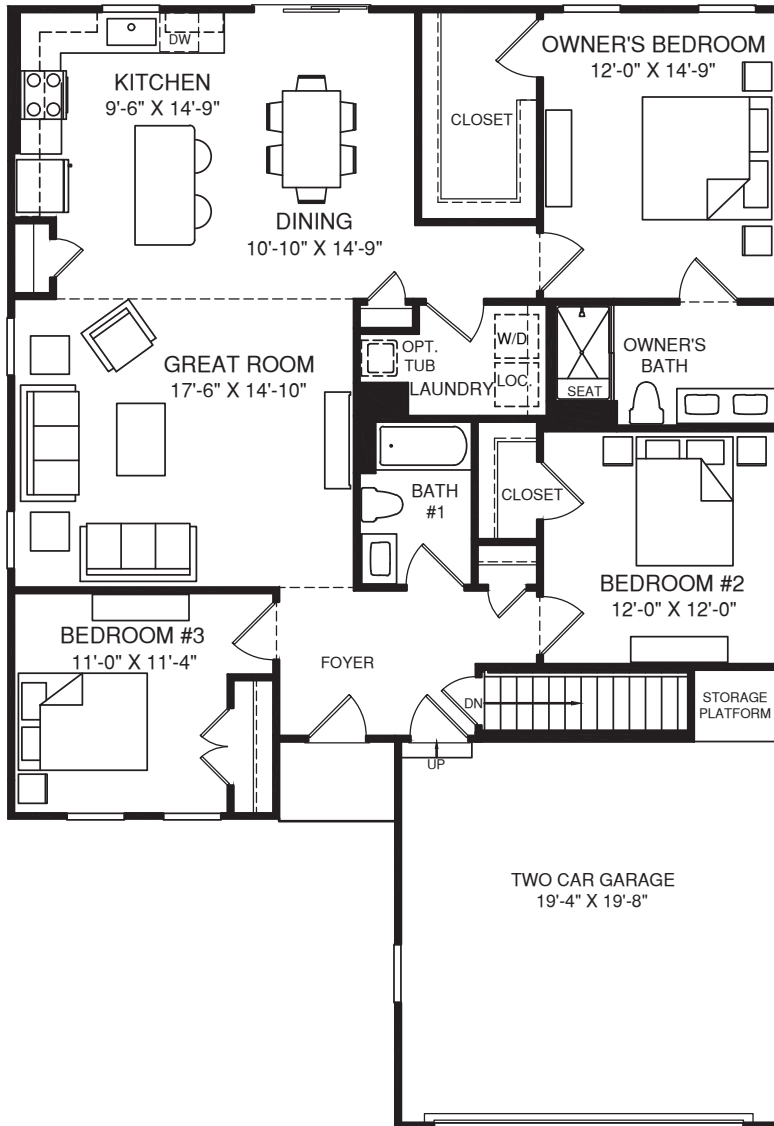 DW
KITCHEN
9'-6" X 14'-9"
CLOSET
OWNER'S BEDROOM
12'-0" X 14'-9"
DINING
10'-10" X 14'-9"
GREAT ROOM
17'-6" X 14'-10"
OPT.
TUB
LAUNDRY
W/D
LOC.
SEAT
OWNER'S
BATH
BATH
#1
CLOSET
BEDROOM #2
12'-0" X 12'-0"
BEDROOM #3
11'-0" X 11'-4"
FOYER
DN
STORAGE
PLATFORM
UP
TWO CAR GARAGE
19'-4" X 19'-8"